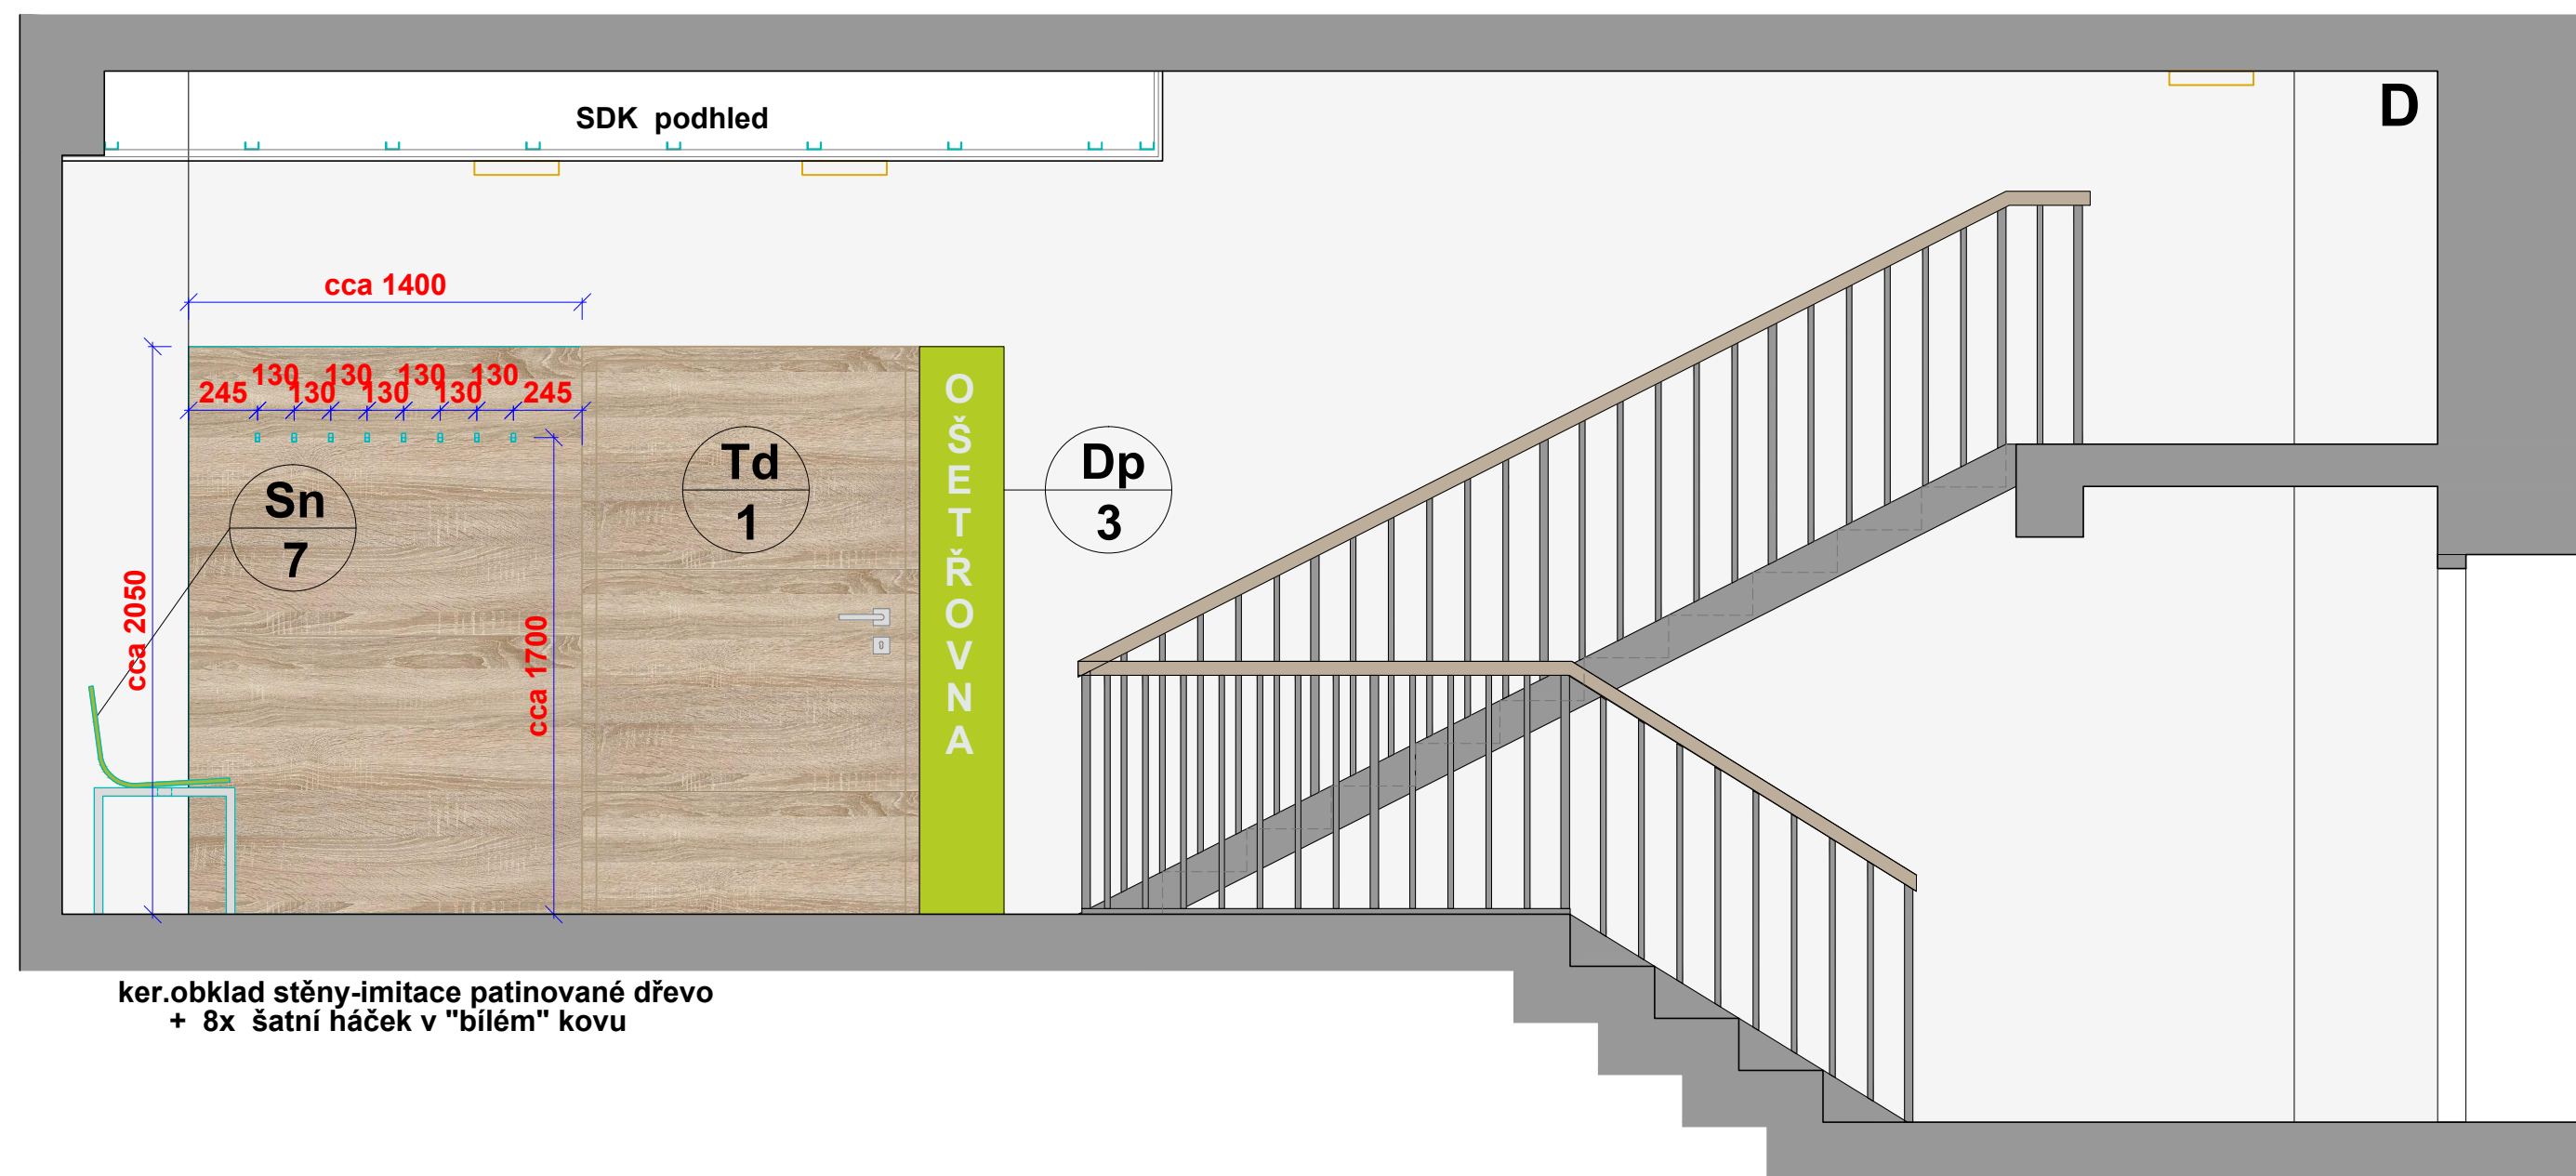 SDK podhled
D
cca 1400
130 130 130 130
245 130 130 130 245
Td
1
Dp
3
Sn
7
cca 2050
cca 1700
OŠETŘOVNA
ker.obklad stěny-imitace patinované dřevo
+ 8x šatní háček v "bílém" kovu